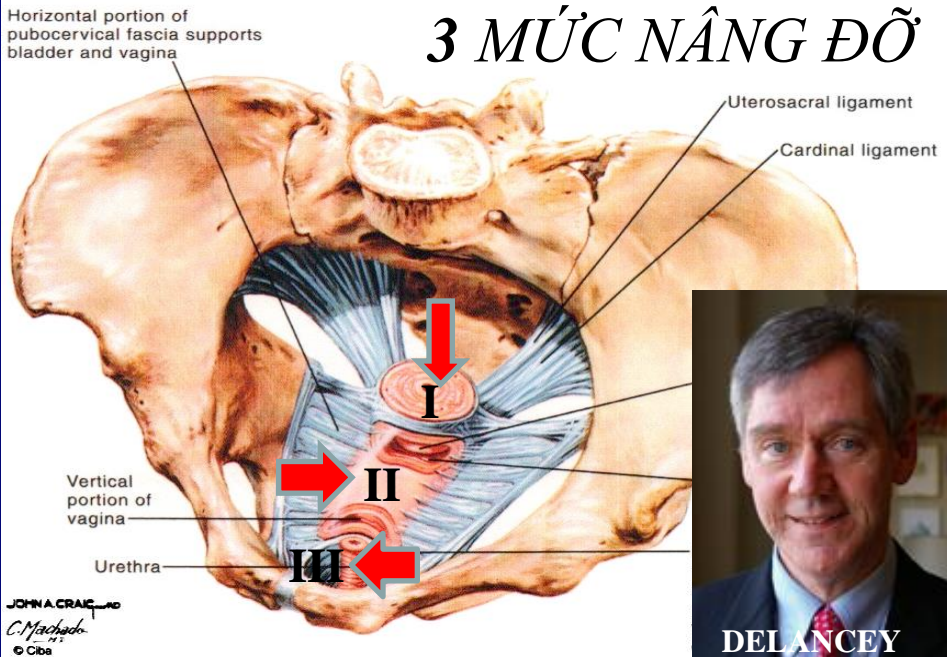 Horizontal portion of
pubocervical fascia supports
bladder and vagina
3 MỨC NÂNG ĐỠ
Uterosacral ligament
Cardinal ligament
I
II
Vertical
portion of
vagina
Urethra
III
JOHN A. CRAIG MD
C. Machado
© Ciba
DELANCEY